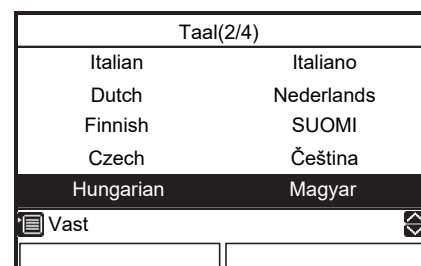 Taal(2/4)
Italian Italiano
Dutch Nederlands
Finnish SUOMI
Czech Čeština
Hungarian Magyar
Vast